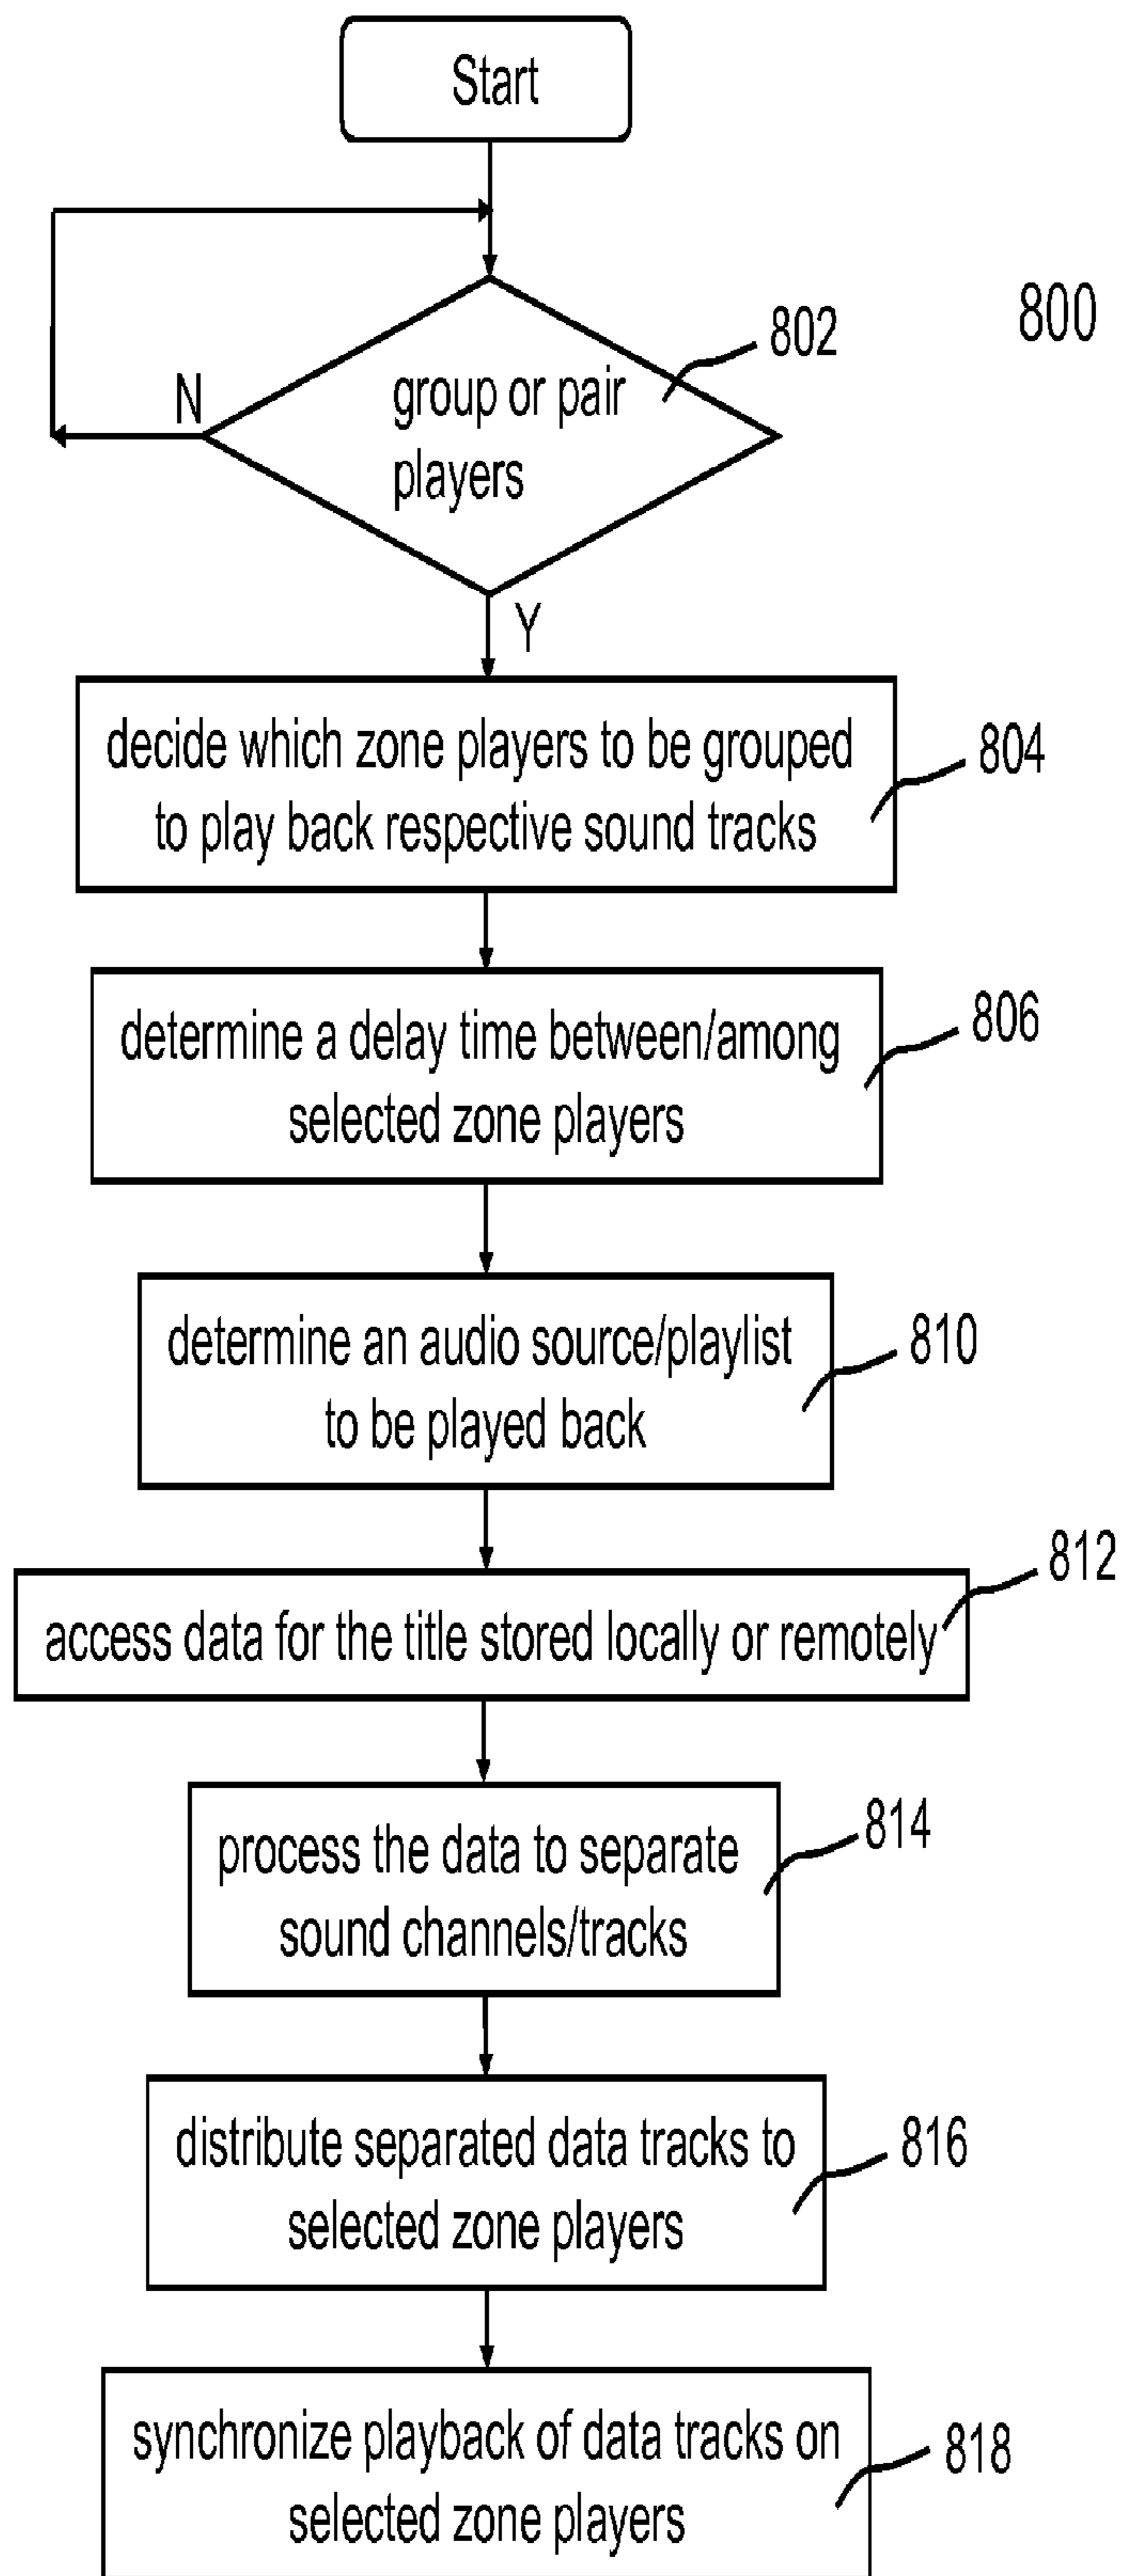 Start
800
802
group or pair
players
N
Y
decide which zone players to be grouped
to play back respective sound tracks
804
determine a delay time between/among
selected zone players
806
determine an audio source/playlist
to be played back
810
812
access data for the title stored locally or remotely
process the data to separate
sound channels/tracks
814
distribute separated data tracks to
selected zone players
816
synchronize playback of data tracks on
selected zone players
818